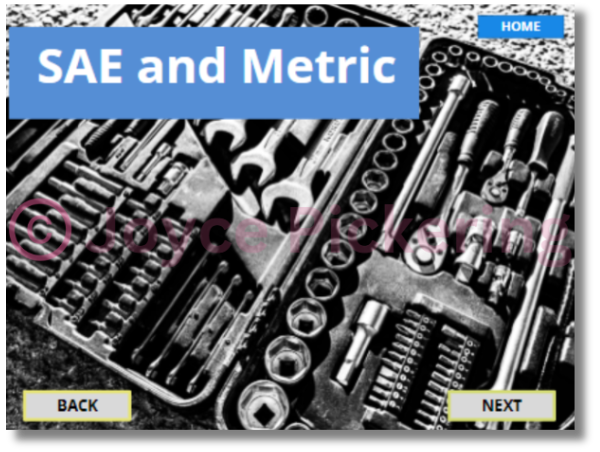 HOME
SAE and Metric
© Joyce Pickering
BACK
NEXT